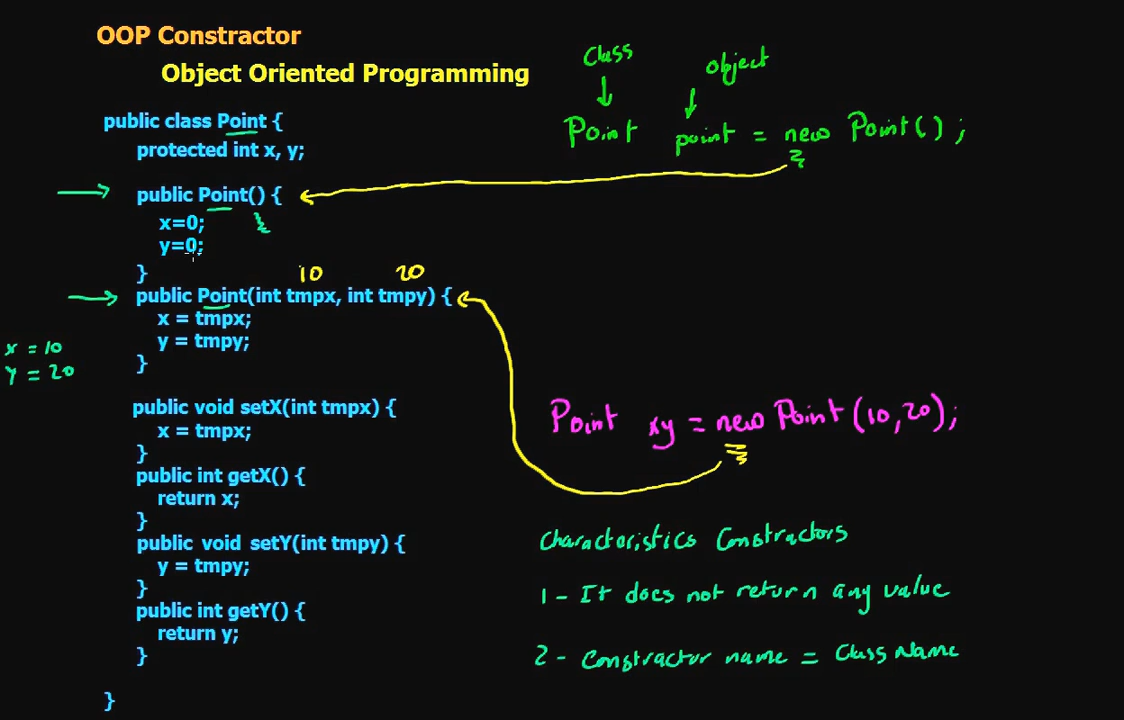 OOP Constractor
Object Oriented Programming
class
object
Point point = new Point();
public class Point {
protected int x, y;
public Point() {
x=0;
y=0;
}
10 20
public Point(int tmpx, int tmpy) {
x = tmpx;
y = tmpy;
}
x = 10
y = 20
public void setX(int tmpx) {
x = tmpx;
}
public int getX() {
return x;
}
public void setY(int tmpy) {
y = tmpy;
}
public int getY() {
return y;
}
}
Point xy = new Point(10,20);
Characteristics Constractors
1 - It does not return any value
2 - Constractor name = Class Name